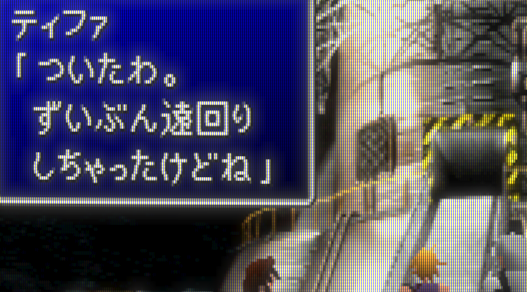 ティファ
「ついたわ。
ずいぶん遠回り
しちゃったけどね」